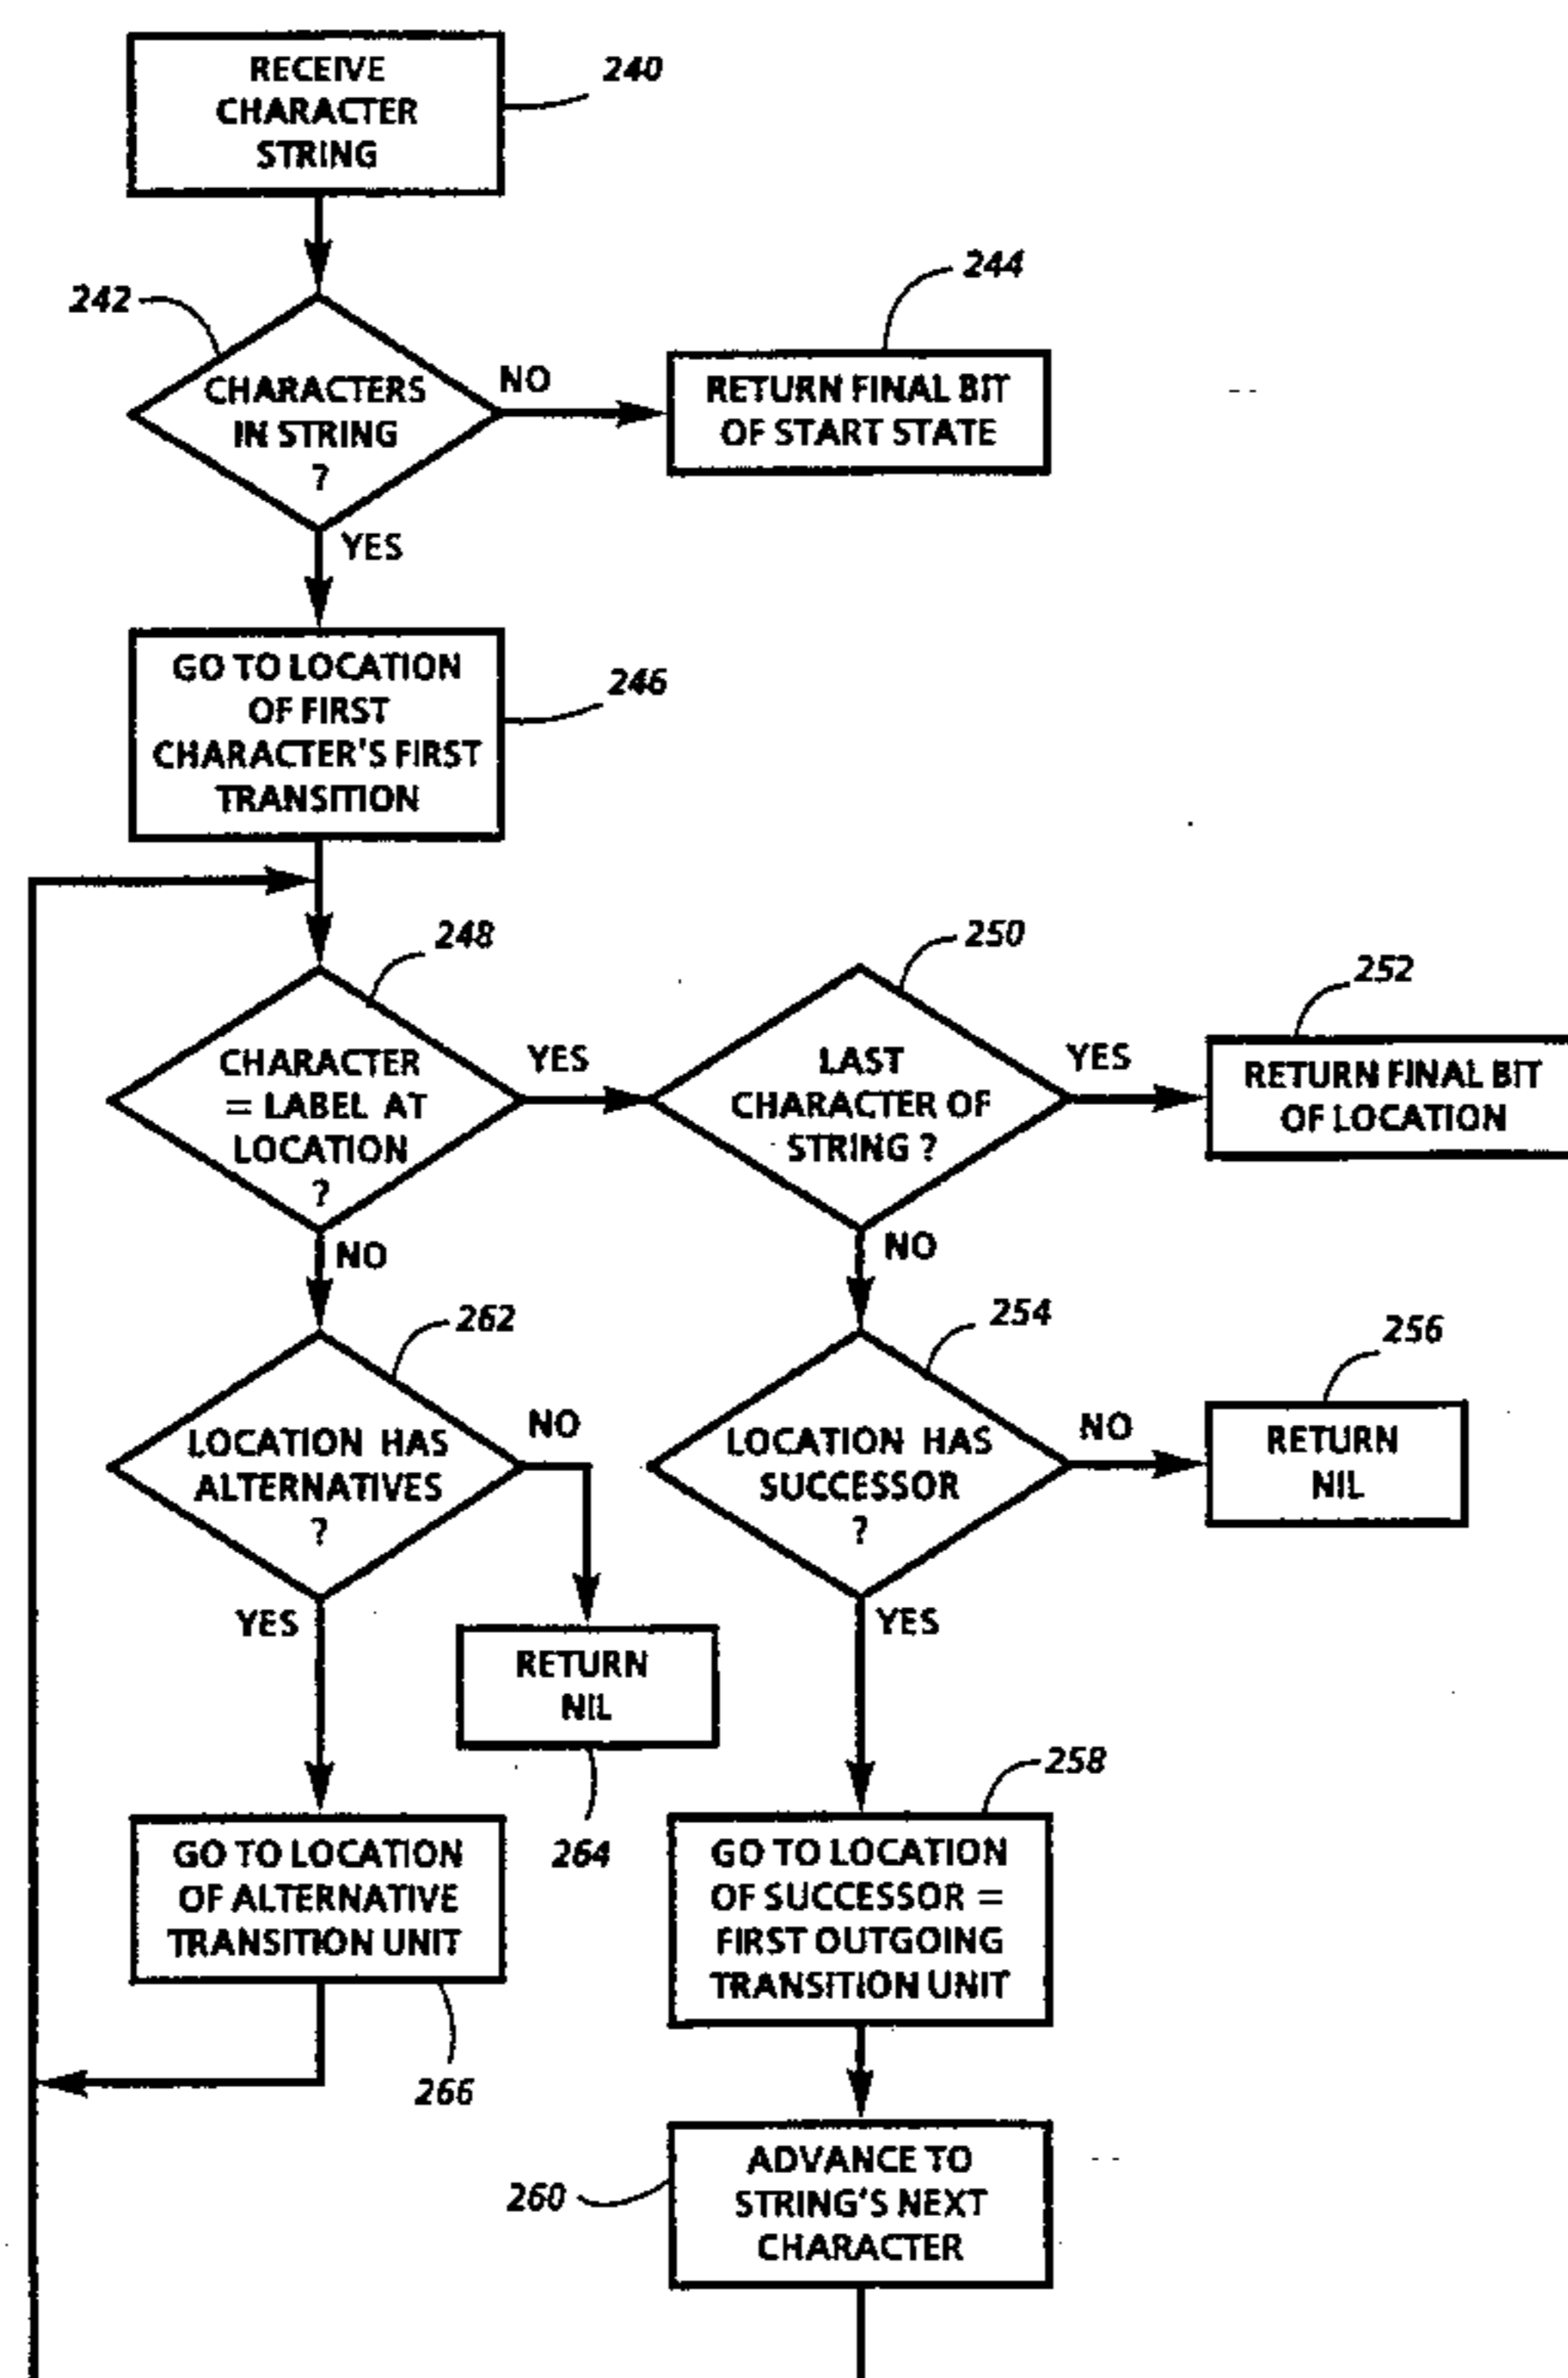 RECEIVE
CHARACTER
STRING
240
242
CHARACTERS
IN STRING
?
NO
244
RETURN FINAL BIT
OF START STATE
YES
GO TO LOCATION
OF FIRST
CHARACTER'S FIRST
TRANSITION
246
248
CHARACTER
= LABEL AT
LOCATION
?
YES
250
LAST
CHARACTER OF
STRING ?
YES
252
RETURN FINAL BIT
OF LOCATION
NO
NO
262
LOCATION HAS
ALTERNATIVES
?
NO
254
LOCATION HAS
SUCCESSOR
?
NO
256
RETURN
NIL
YES
RETURN
NIL
264
YES
258
GO TO LOCATION
OF ALTERNATIVE
TRANSITION UNIT
266
GO TO LOCATION
OF SUCCESSOR =
FIRST OUTGOING
TRANSITION UNIT
260
ADVANCE TO
STRING'S NEXT
CHARACTER